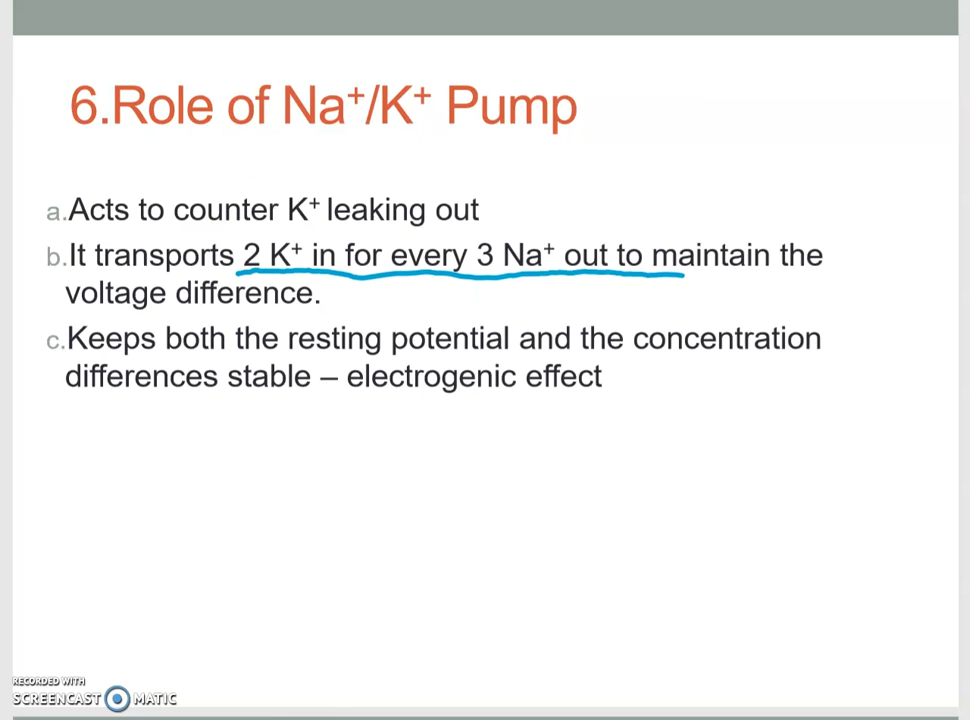 6.Role of Na⁺/K⁺ Pump
a.Acts to counter K⁺ leaking out
b.It transports 2 K⁺ in for every 3 Na⁺ out to maintain the
voltage difference.
c.Keeps both the resting potential and the concentration
differences stable – electrogenic effect
RECORDED WITH
SCREENCAST MATIC